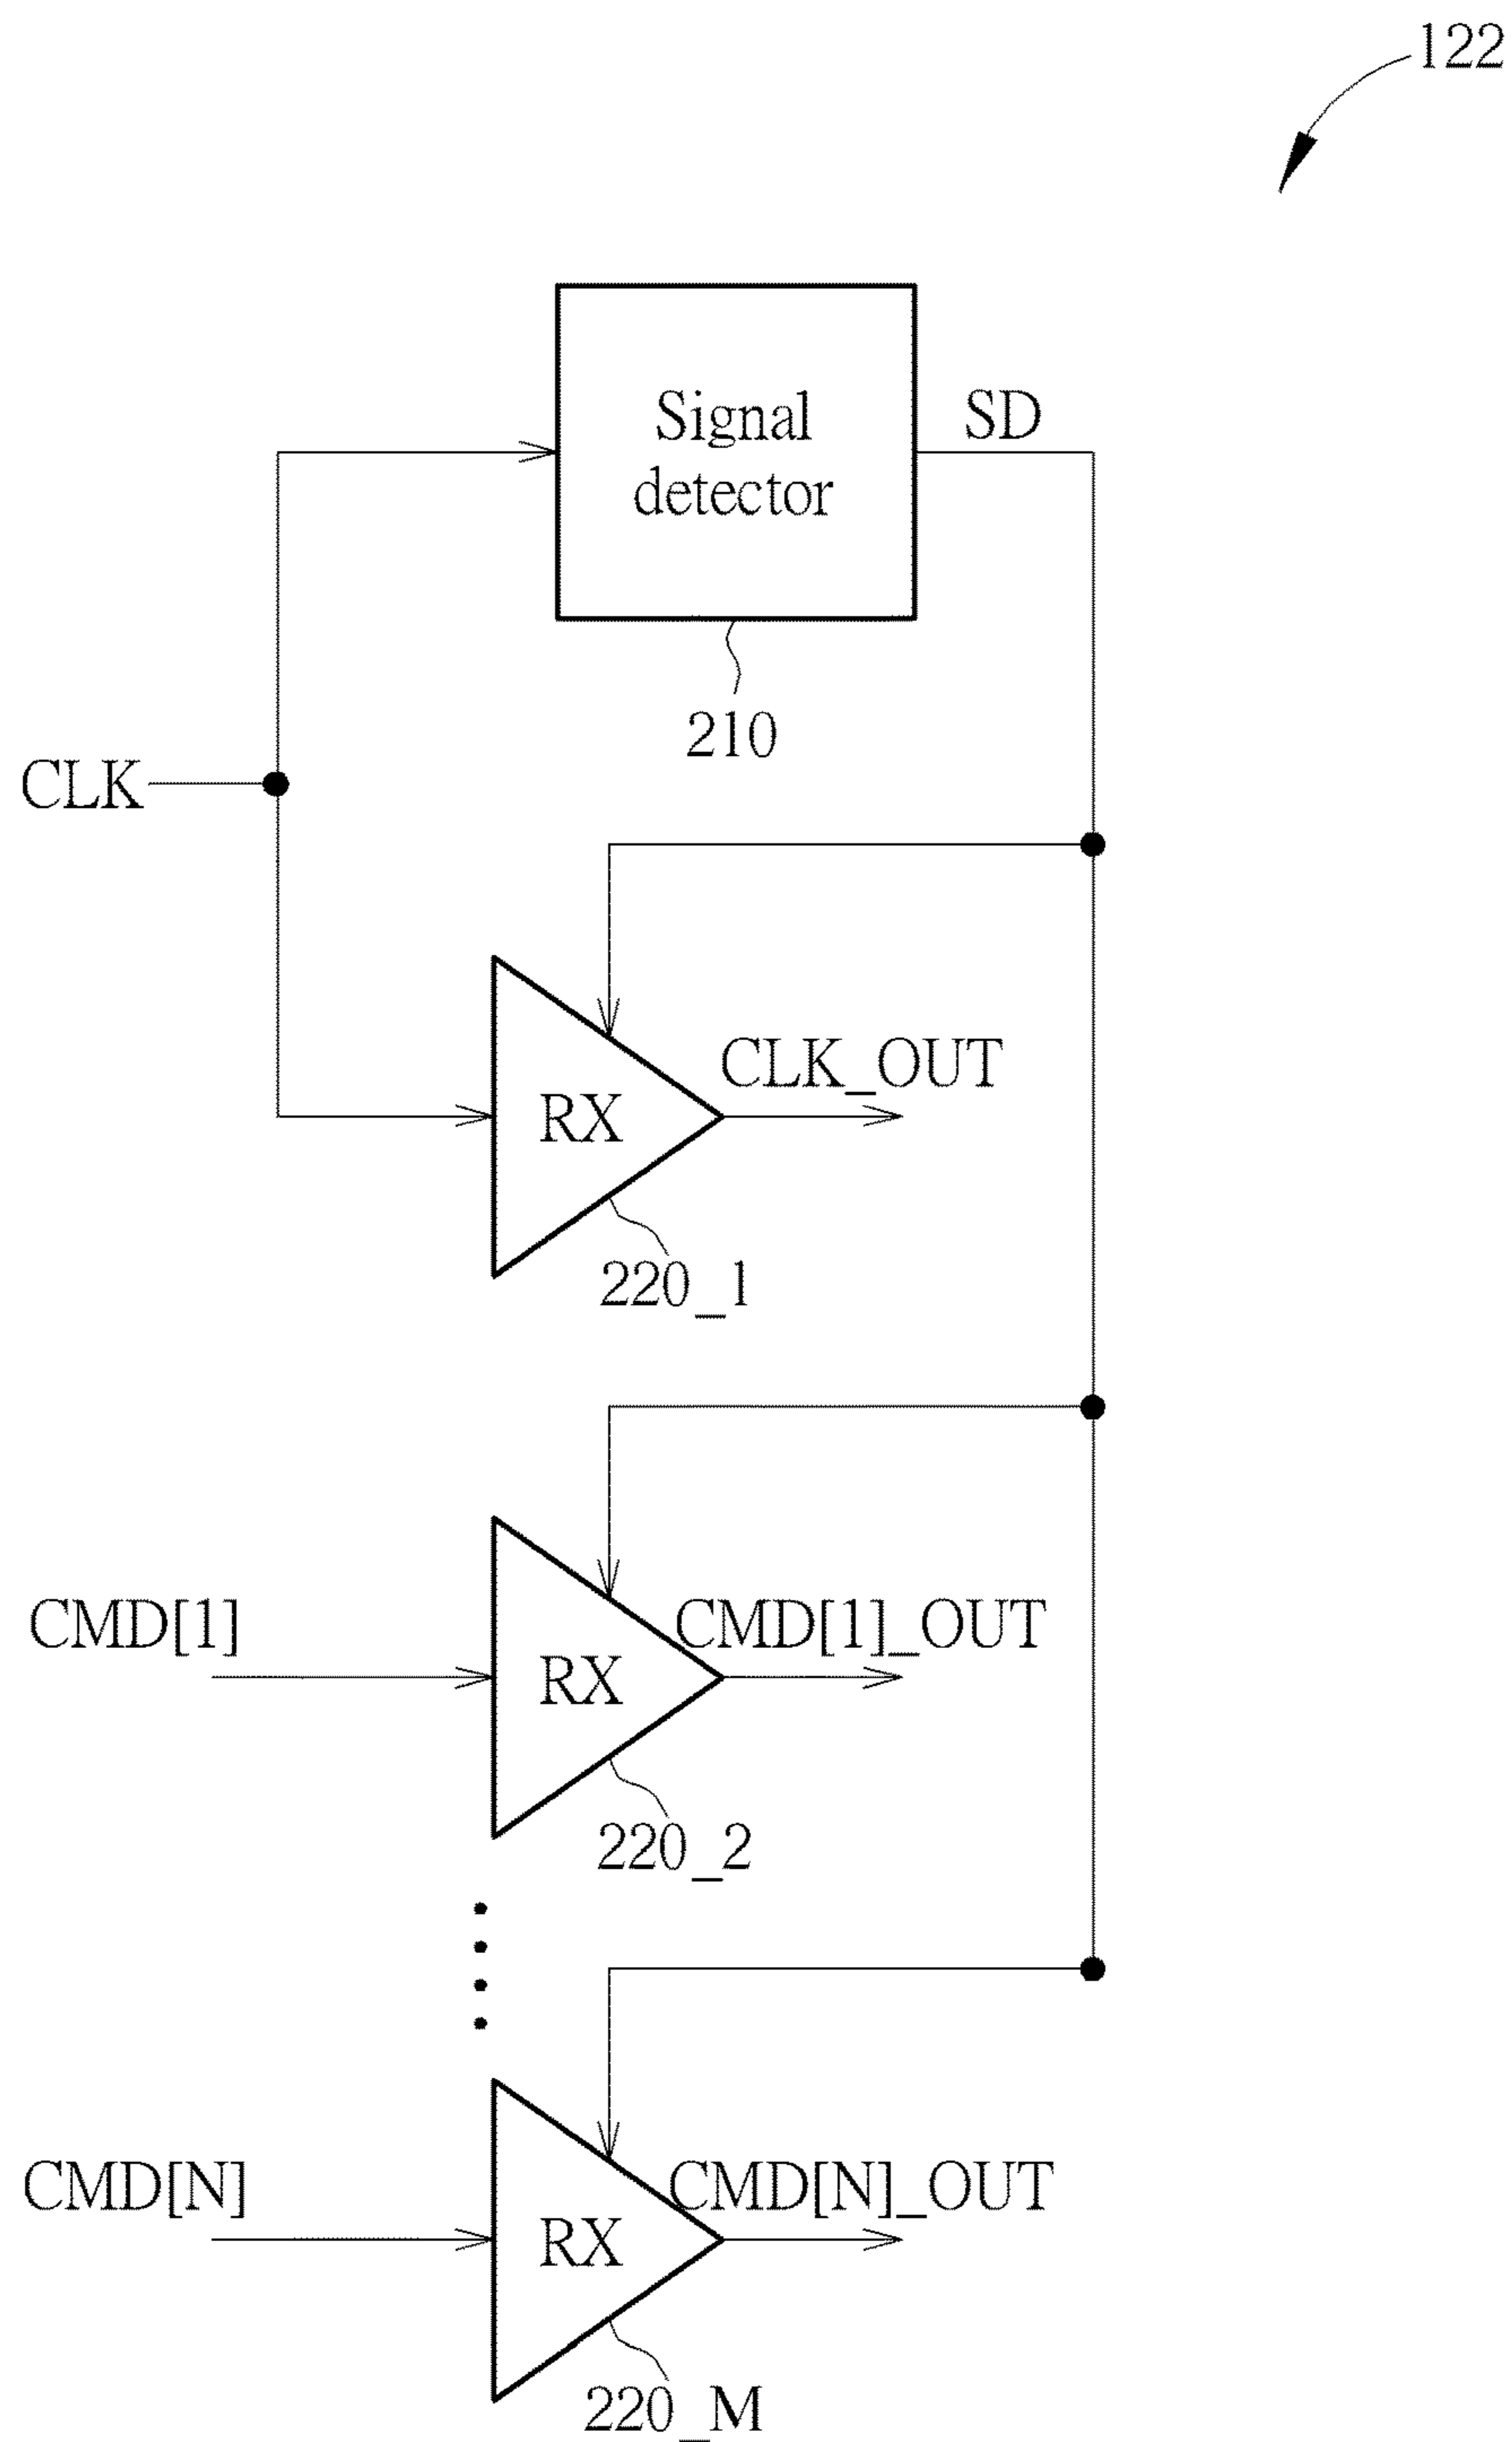 122
Signal
detector
SD
210
CLK
CLK_OUT
RX
220_1
CMD[1]
CMD[1]_OUT
RX
220_2
CMD[N]
CMD[N]_OUT
RX
220_M